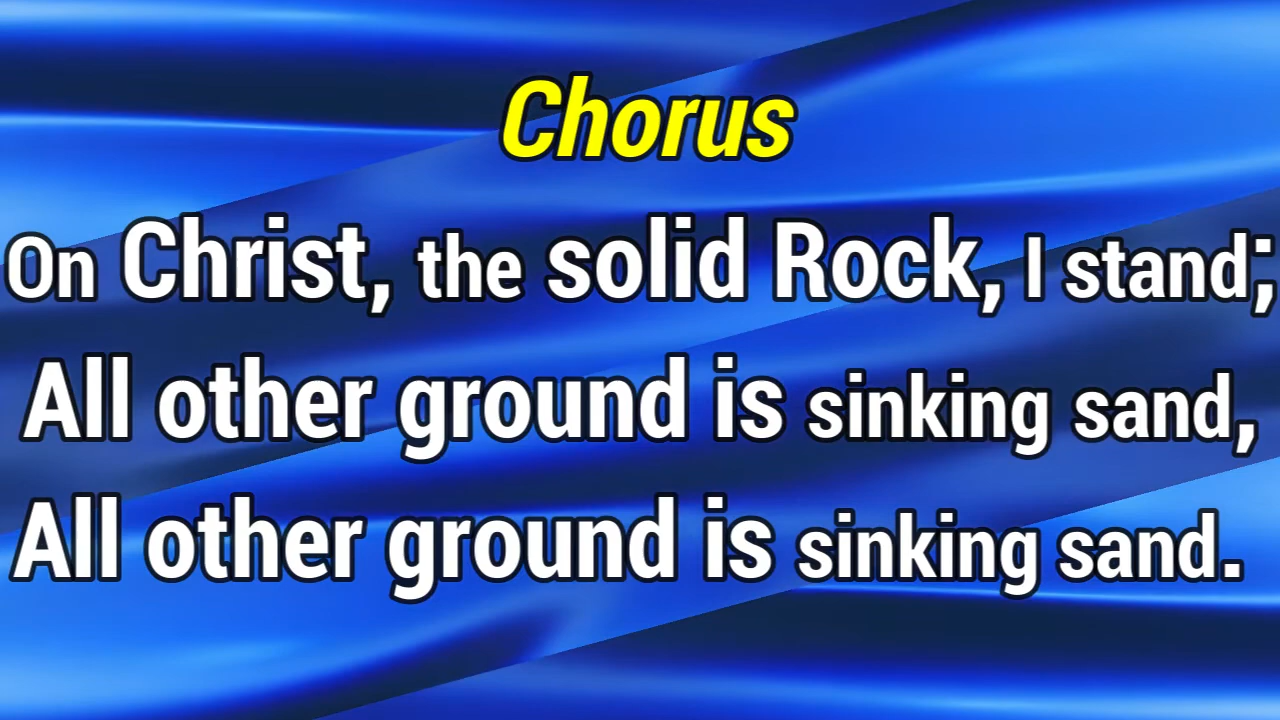 Chorus
On Christ, the solid Rock, I stand;
All other ground is sinking sand,
All other ground is sinking sand.